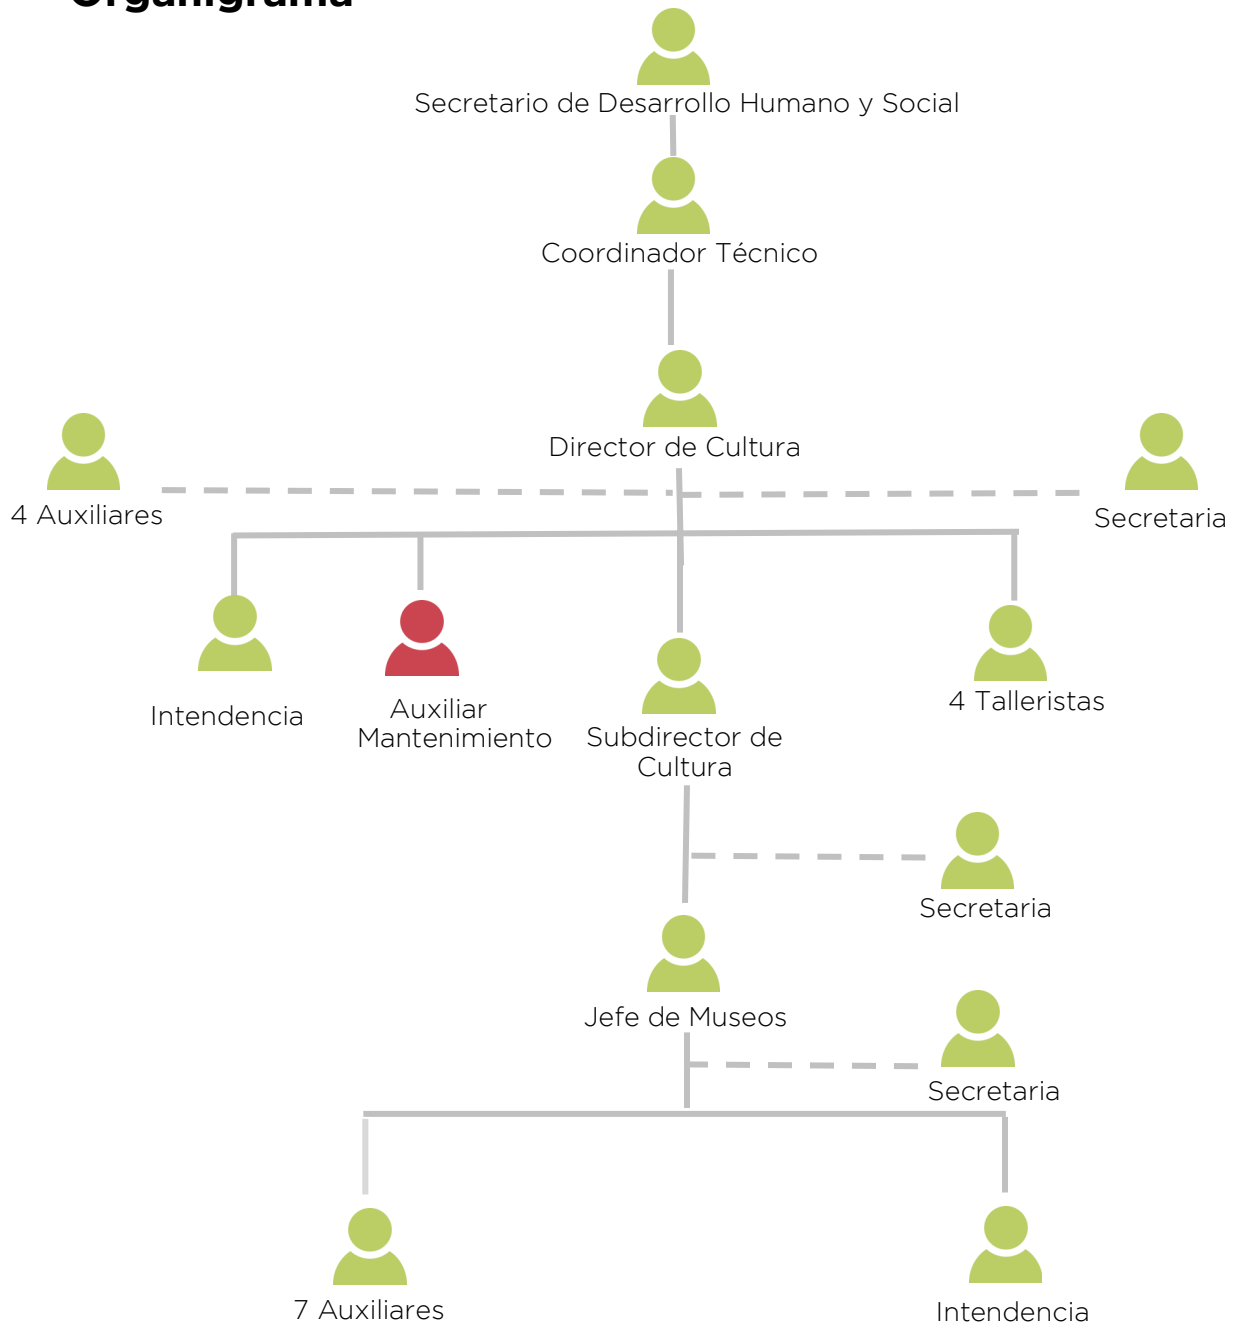 Organigrama
Secretario de Desarrollo Humano y Social
Coordinador Técnico
Director de Cultura
4 Auxiliares
Secretaria
Intendencia
Auxiliar
Mantenimiento
Subdirector de
Cultura
4 Talleristas
Secretaria
Jefe de Museos
Secretaria
7 Auxiliares
Intendencia